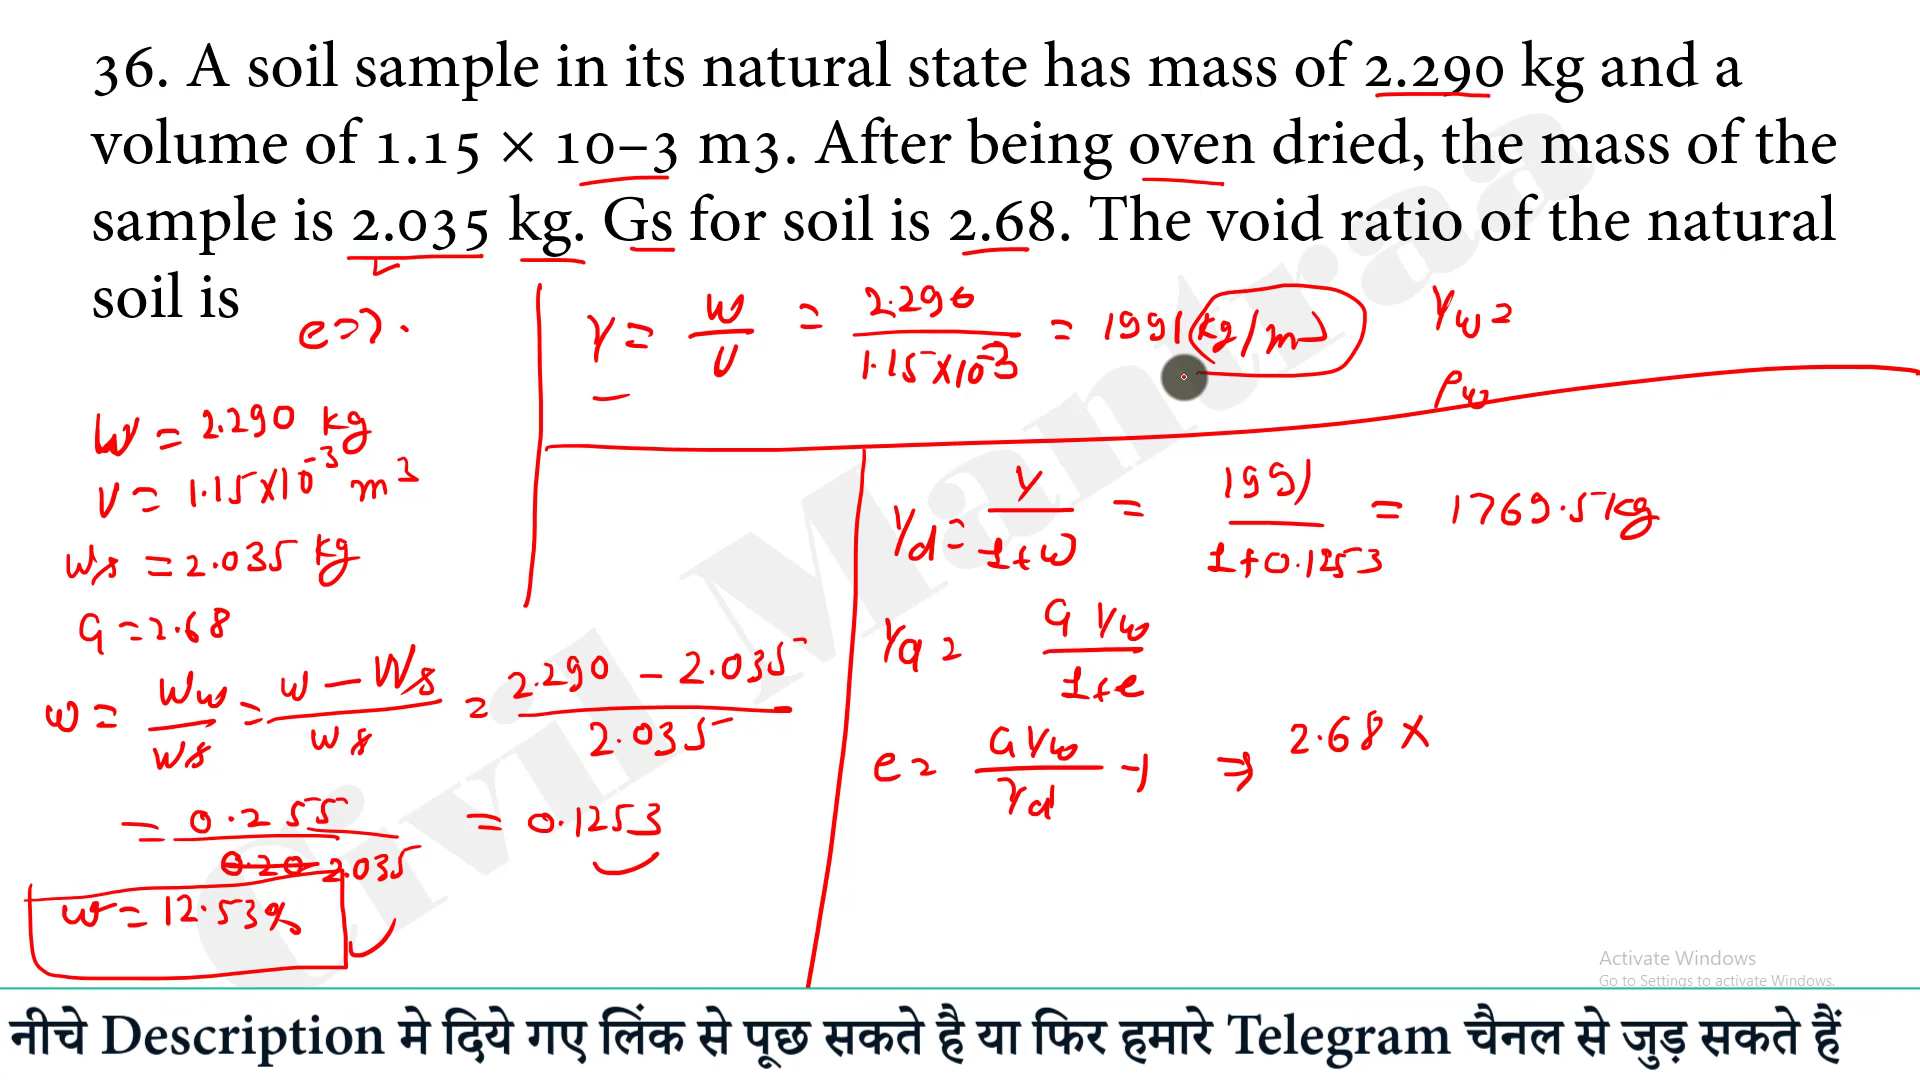 36. A soil sample in its natural state has mass of 2.290 kg and a
volume of 1.15 × 10–3 m3. After being oven dried, the mass of the
sample is 2.035 kg. Gs for soil is 2.68. The void ratio of the natural
soil is
e=?.
γ = W/V = 2.290/1.15×10^-3 = 1991 kg/m3
γw =
ρw
W = 2.290 kg
V = 1.15×10^-3 m^3
Ws = 2.035 kg
G = 2.68
w = Ww/Ws = W – Ws/Ws = 2.290 – 2.035/2.035
= 0.255/2.035 = 0.1253
w = 12.53%
γd = γ/1+w = 1991/1+0.1253 = 1769.5 kg
γd = G γw/1+e
e = G γw/γd –1 ⇒ 2.68 ×
Civil Mantraa
Activate Windows
Go to Settings to activate Windows.
नीचे Description मे दिये गए लिंक से पूछ सकते है या फिर हमारे Telegram चैनल से जुड़ सकते हैं